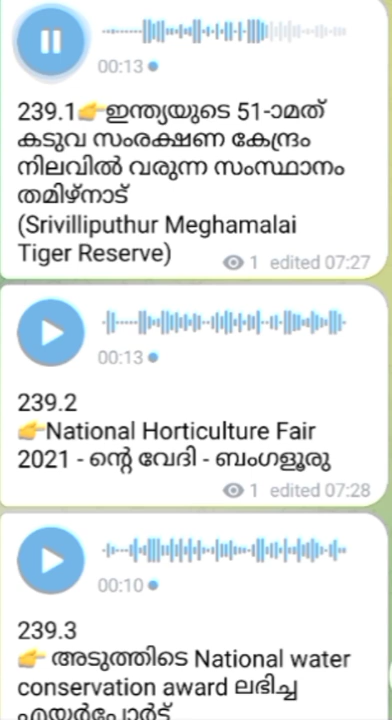 00:13
239.1👉ഇന്ത്യയുടെ 51-ാമത്
കടുവ സംരക്ഷണ കേന്ദ്രം
നിലവിൽ വരുന്ന സംസ്ഥാനം
തമിഴ്നാട്
(Srivilliputhur Meghamalai
Tiger Reserve)
1 edited 07:27
00:13
239.2
👉National Horticulture Fair
2021 - ന്റെ വേദി - ബംഗളൂരു
1 edited 07:28
00:10
239.3
👉 അടുത്തിടെ National water
conservation award ലഭിച്ച
എയർപോർട്